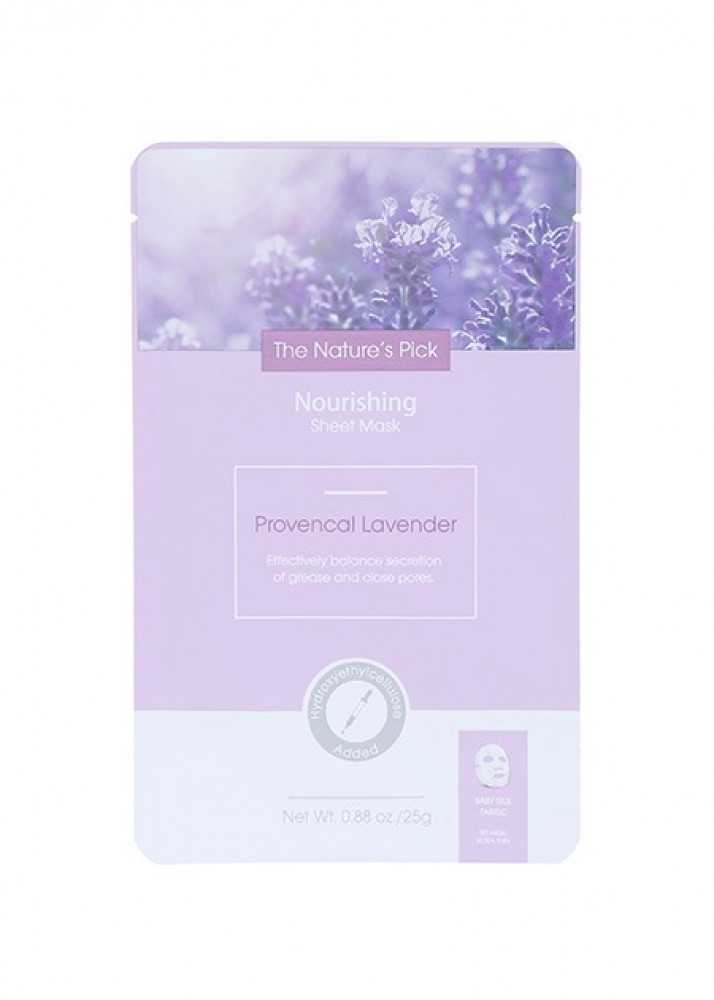 The Nature's Pick
Nourishing
Sheet Mask
Provencal Lavender
Effectively balance secretion
of grease and close pores.
Hydroxyethylcellulose
Added
Net Wt. 0.88 oz./25g
BABY SILK
FABRIC